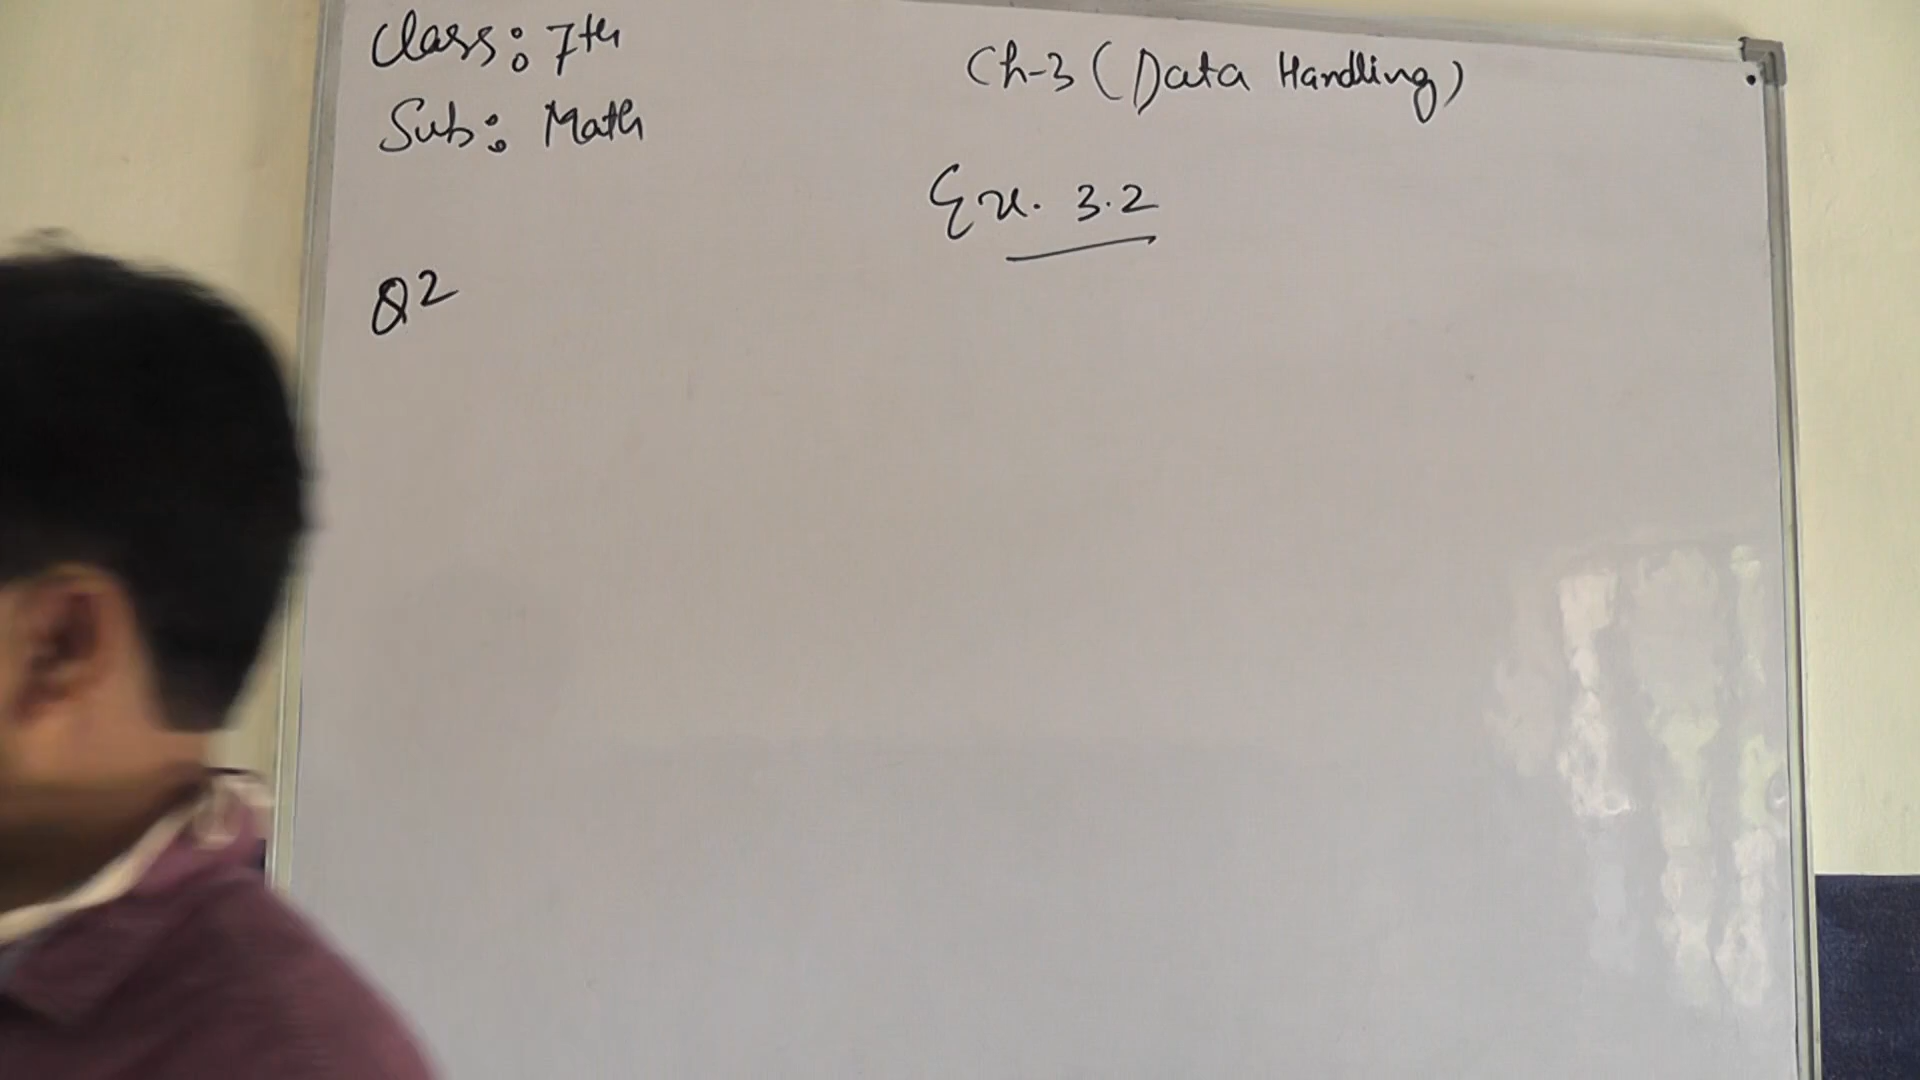 Class: 7th
Sub: Math
Ch-3 (Data Handling)
Ex. 3.2
Q2